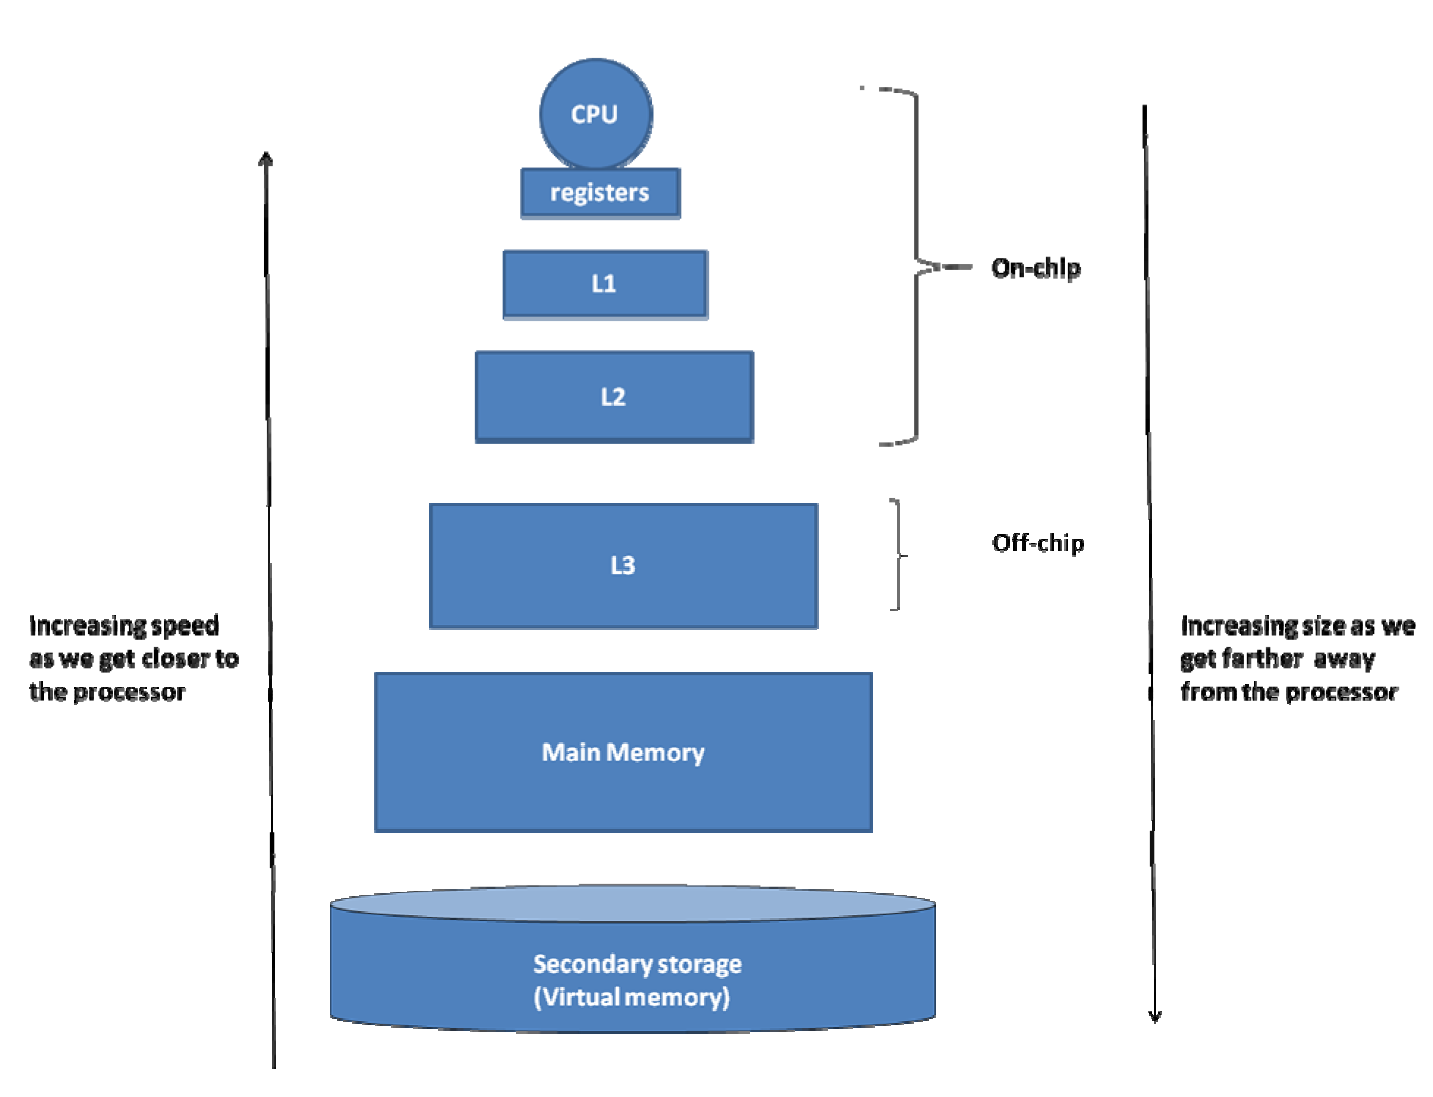 CPU
registers
L1
On-chip
L2
L3
Off-chip
Increasing speed
as we get closer to
the processor
Increasing size as we
get farther away
from the processor
Main Memory
Secondary storage
(Virtual memory)